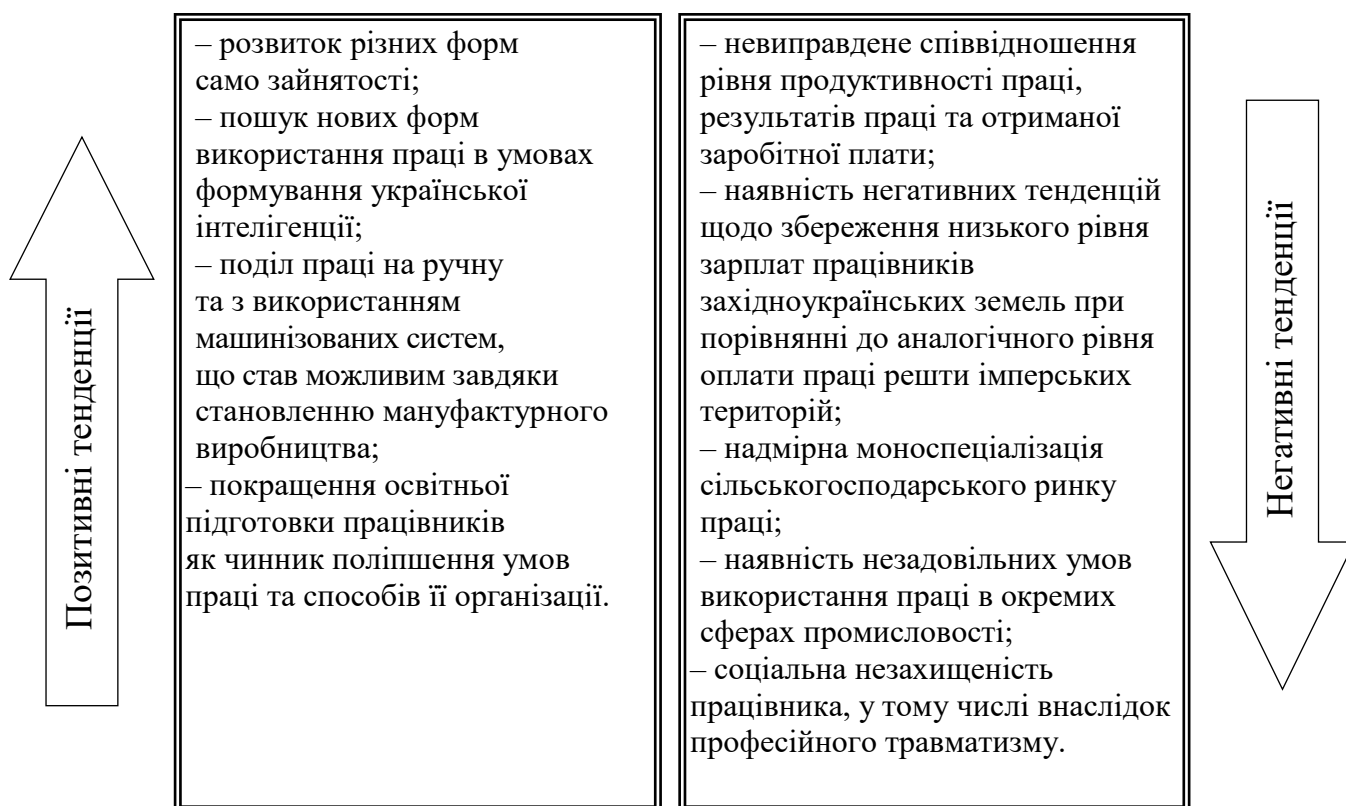 Позитивні тенденції
– розвиток різних форм
само зайнятості;
– пошук нових форм
використання праці в умовах
формування української
інтелігенції;
– поділ праці на ручну
та з використанням
машинізованих систем,
що став можливим завдяки
становленню мануфактурного
виробництва;
– покращення освітньої
підготовки працівників
як чинник поліпшення умов
праці та способів її організації.
– невиправдене співвідношення
рівня продуктивності праці,
результатів праці та отриманої
заробітної плати;
– наявність негативних тенденцій
щодо збереження низького рівня
зарплат працівників
західноукраїнських земель при
порівнянні до аналогічного рівня
оплати праці решти імперських
територій;
– надмірна моноспеціалізація
сільськогосподарського ринку
праці;
– наявність незадовільних умов
використання праці в окремих
сферах промисловості;
– соціальна незахищеність
працівника, у тому числі внаслідок
професійного травматизму.
Негативні тенденції